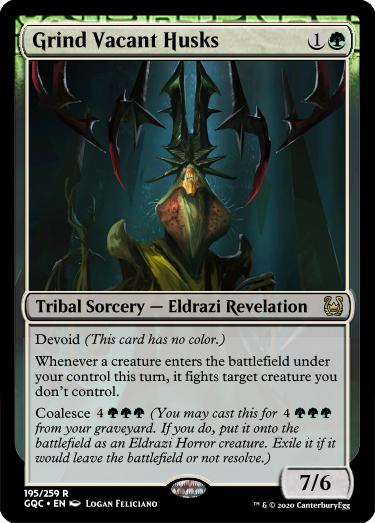 Grind Vacant Husks 1
Tribal Sorcery — Eldrazi Revelation
Devoid (This card has no color.)
Whenever a creature enters the battlefield under
your control this turn, it fights target creature you
don't control.
Coalesce 4 (You may cast this for 4
from your graveyard. If you do, put it onto the
battlefield as an Eldrazi Horror creature. Exile it if it
would leave the battlefield or not resolve.)
7/6
195/259 R
GQC • EN Logan Feliciano
™ & © 2020 CanterburyEgg